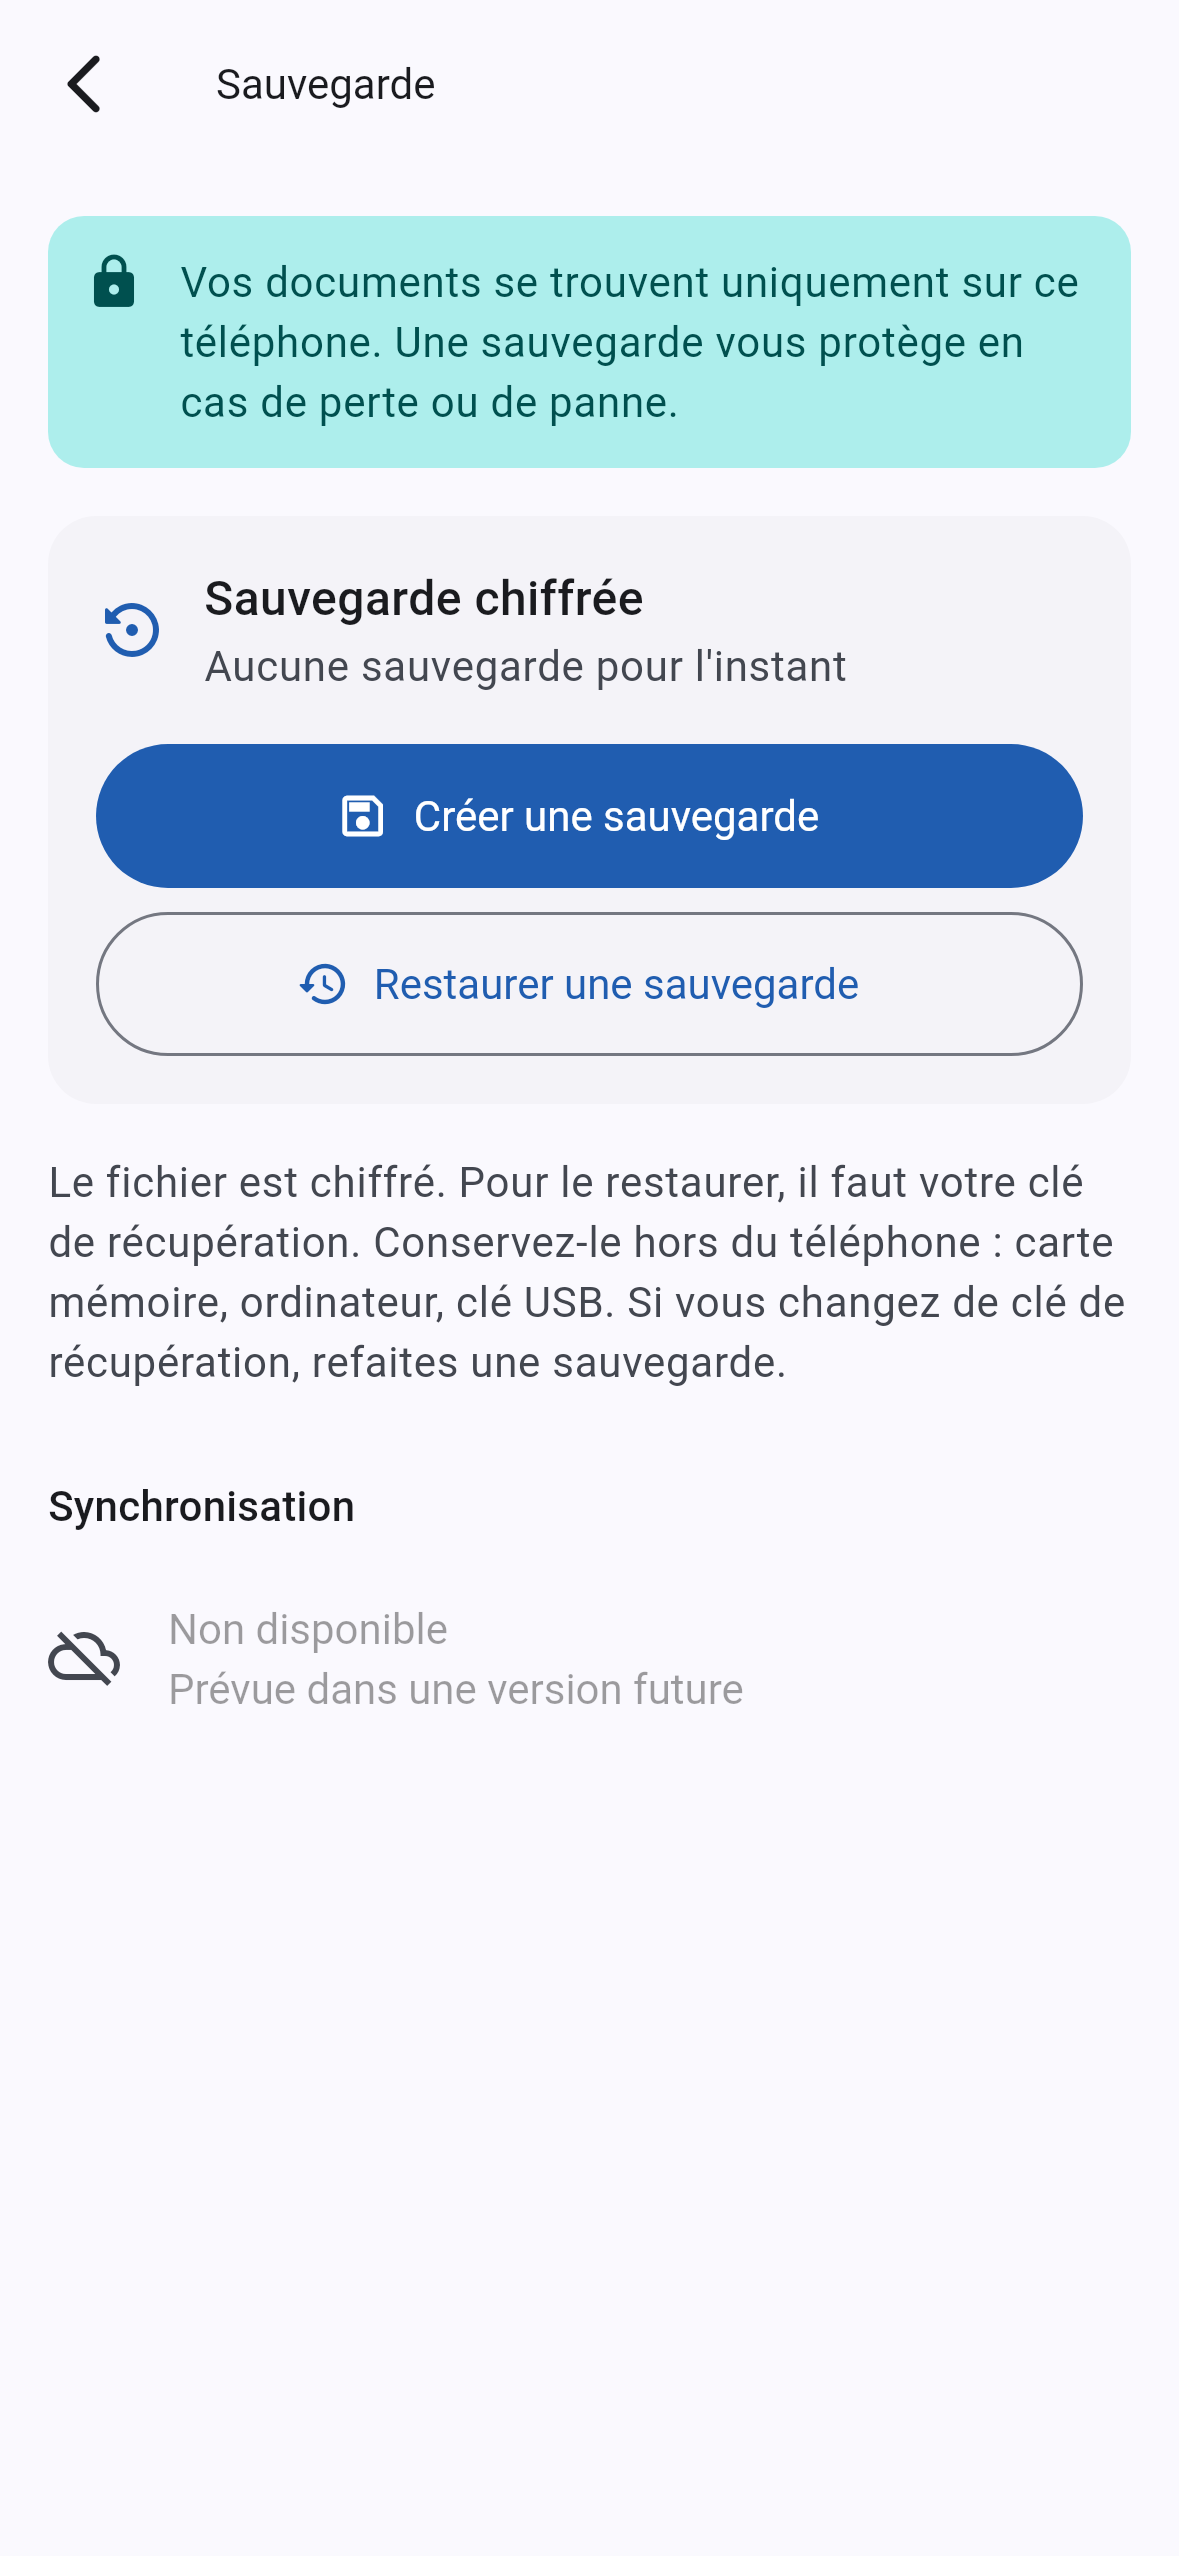 Sauvegarde
Vos documents se trouvent uniquement sur ce
téléphone. Une sauvegarde vous protège en
cas de perte ou de panne.
Sauvegarde chiffrée
Aucune sauvegarde pour l'instant
Créer une sauvegarde
Restaurer une sauvegarde
Le fichier est chiffré. Pour le restaurer, il faut votre clé
de récupération. Conservez-le hors du téléphone : carte
mémoire, ordinateur, clé USB. Si vous changez de clé de
récupération, refaites une sauvegarde.
Synchronisation
Non disponible
Prévue dans une version future